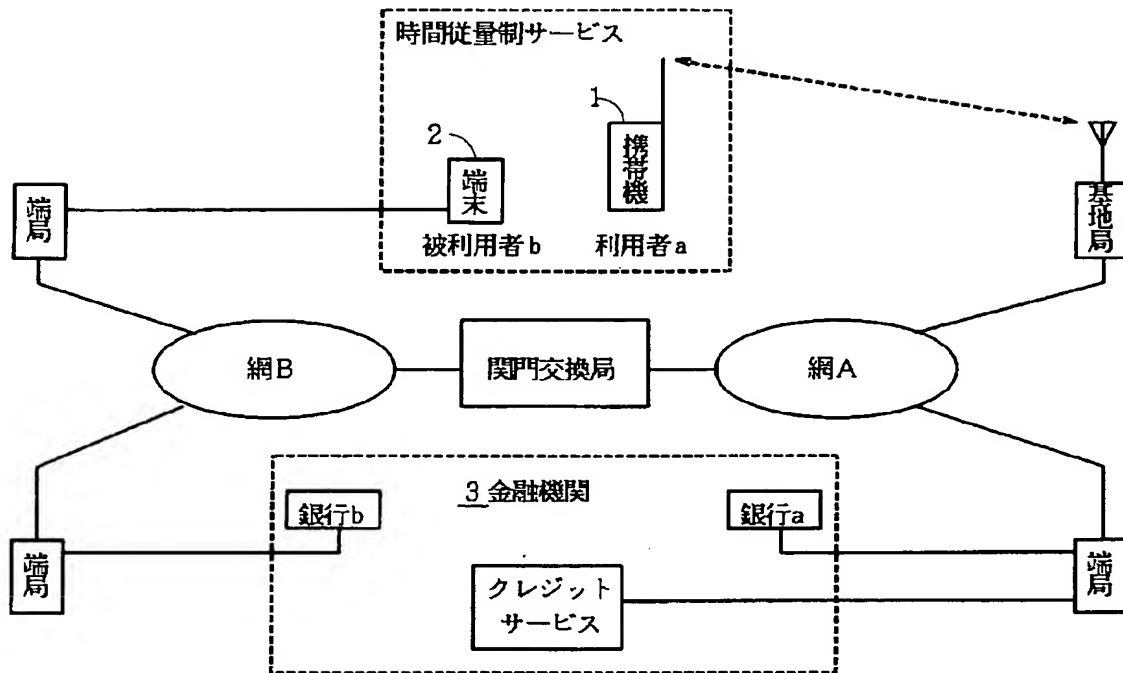 時間従量制サービス
1
携帯機
2
端末
端局
基地局
被利用者b
利用者a
網B
関門交換局
網A
3 金融機関
銀行b
銀行a
端局
クレジット
サービス
端局